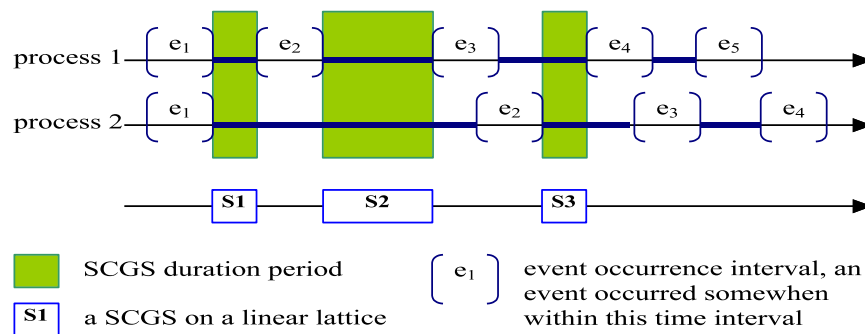 process 1 e1 e2 e3 e4 e5
process 2 e1 e2 e3 e4
S1 S2 S3
SCGS duration period
e1 event occurrence interval, an
event occurred somewhen
within this time interval
S1 a SCGS on a linear lattice